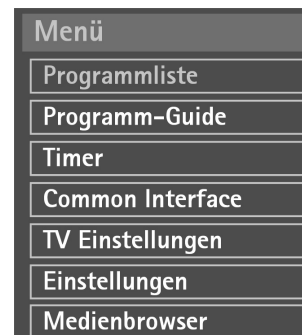 Menü
Programmliste
Programm-Guide
Timer
Common Interface
TV Einstellungen
Einstellungen
Medienbrowser